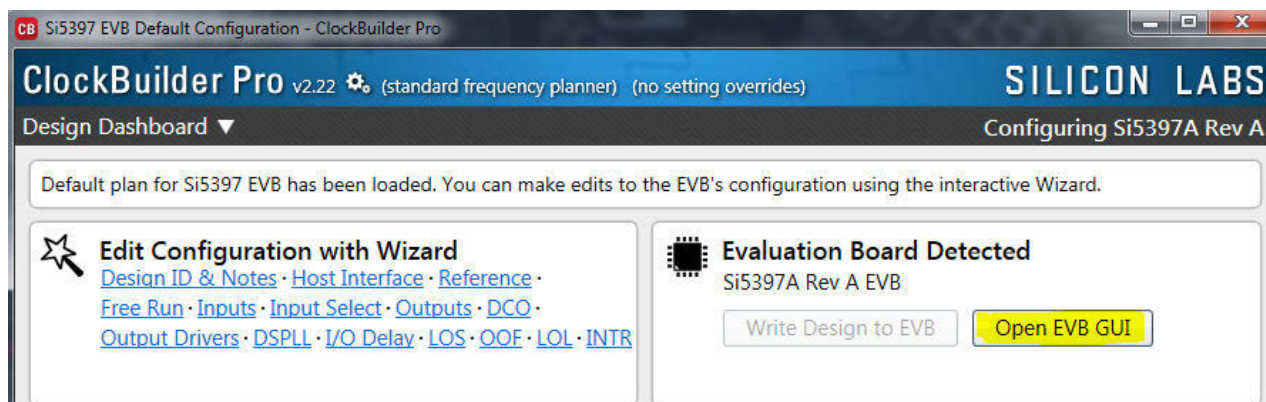 CB Si5397 EVB Default Configuration - ClockBuilder Pro
ClockBuilder Pro v2.22 (standard frequency planner) (no setting overrides) SILICON LABS
Design Dashboard ▼ Configuring Si5397A Rev A
Default plan for Si5397 EVB has been loaded. You can make edits to the EVB's configuration using the interactive Wizard.
Edit Configuration with Wizard
Design ID & Notes · Host Interface · Reference ·
Free Run · Inputs · Input Select · Outputs · DCO ·
Output Drivers · DSPLL · I/O Delay · LOS · OOF · LOL · INTR
Evaluation Board Detected
Si5397A Rev A EVB
Write Design to EVB Open EVB GUI